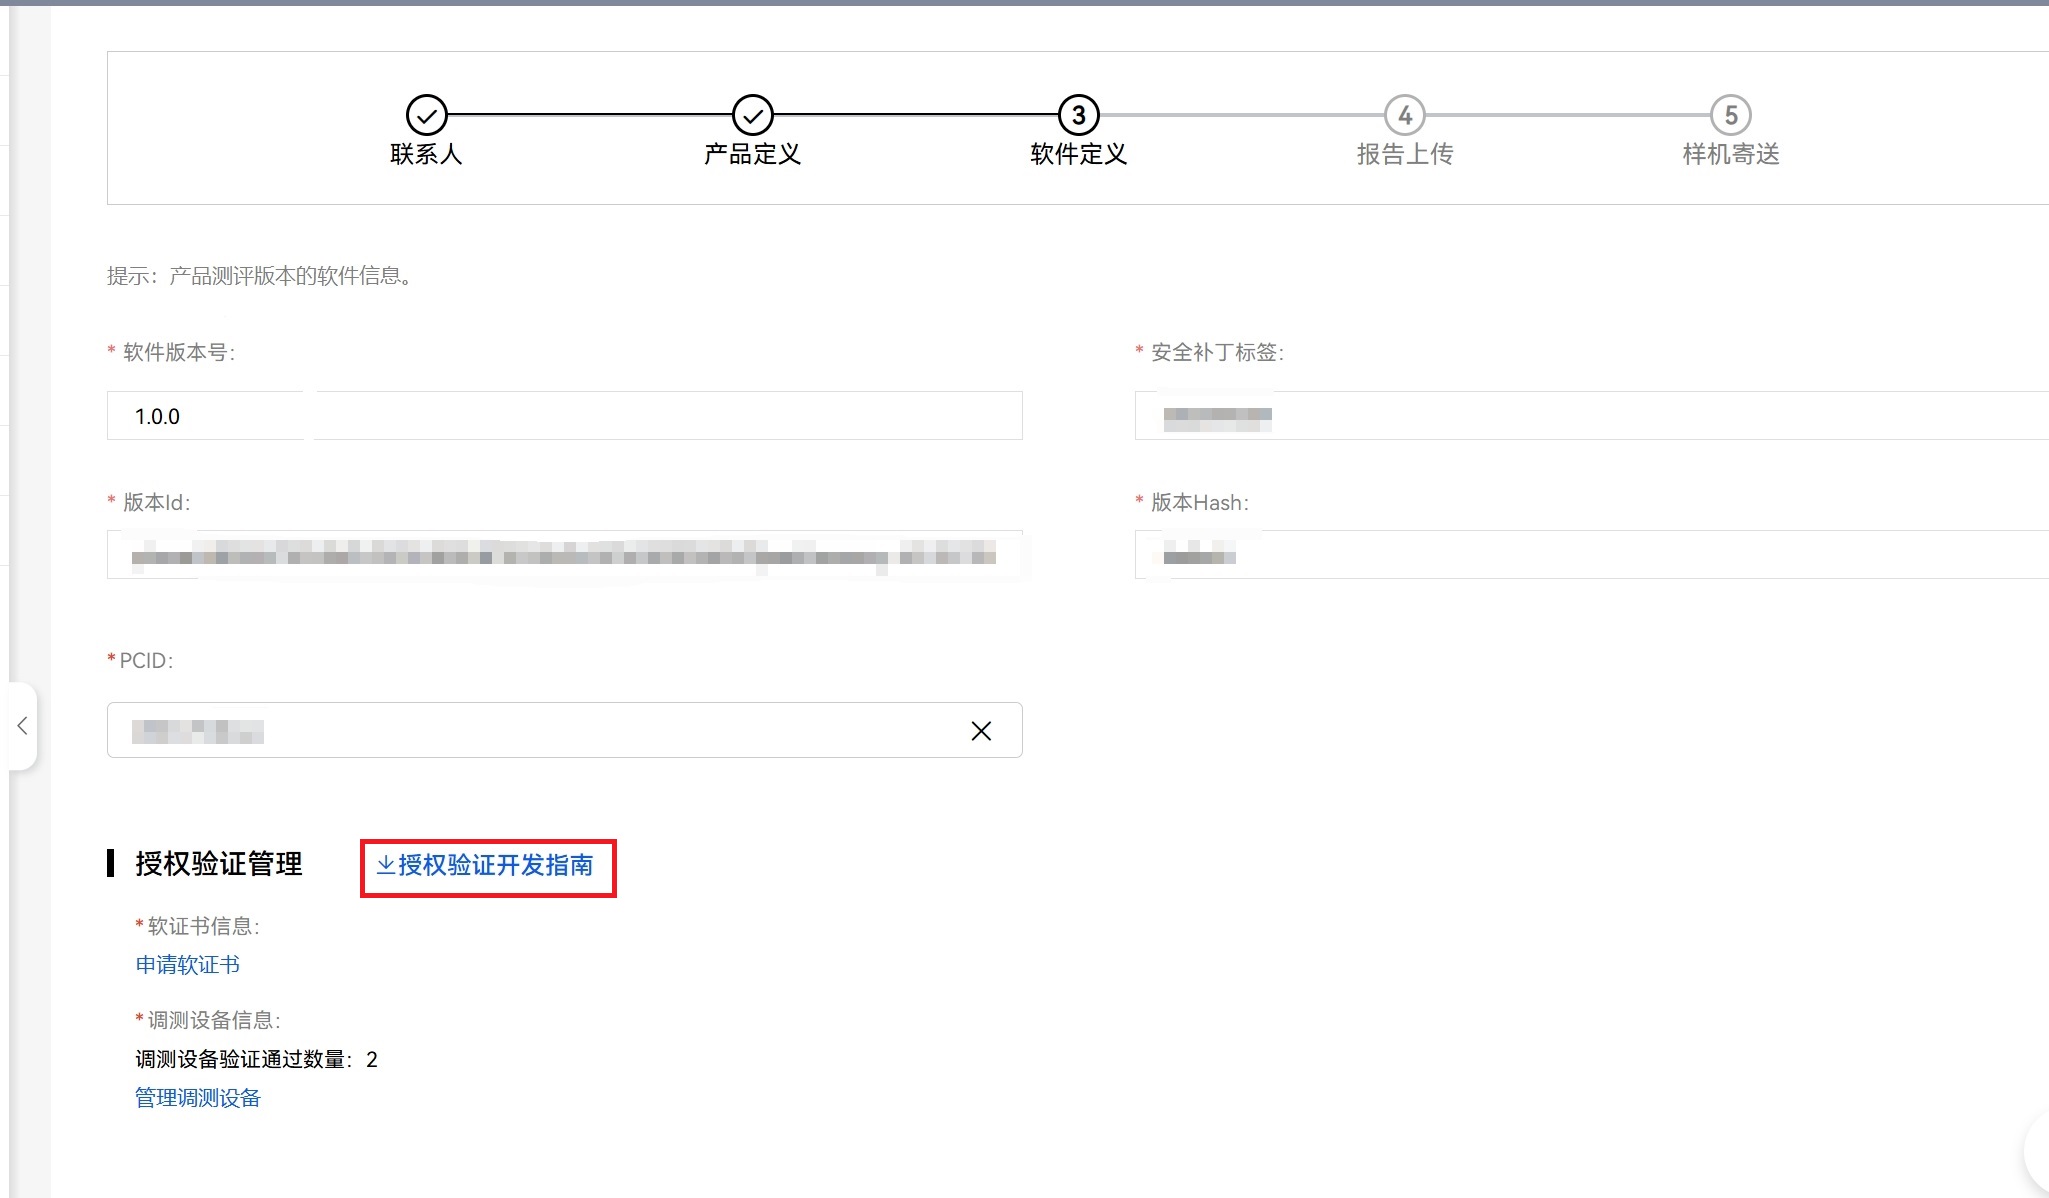 3 4 5
联系人 产品定义 软件定义 报告上传 样机寄送
提示：产品测评版本的软件信息。
* 软件版本号: * 安全补丁标签:
1.0.0
* 版本Id: * 版本Hash:
* PCID:
授权验证管理 授权验证开发指南
* 软证书信息:
申请软证书
* 调测设备信息:
调测设备验证通过数量：2
管理调测设备